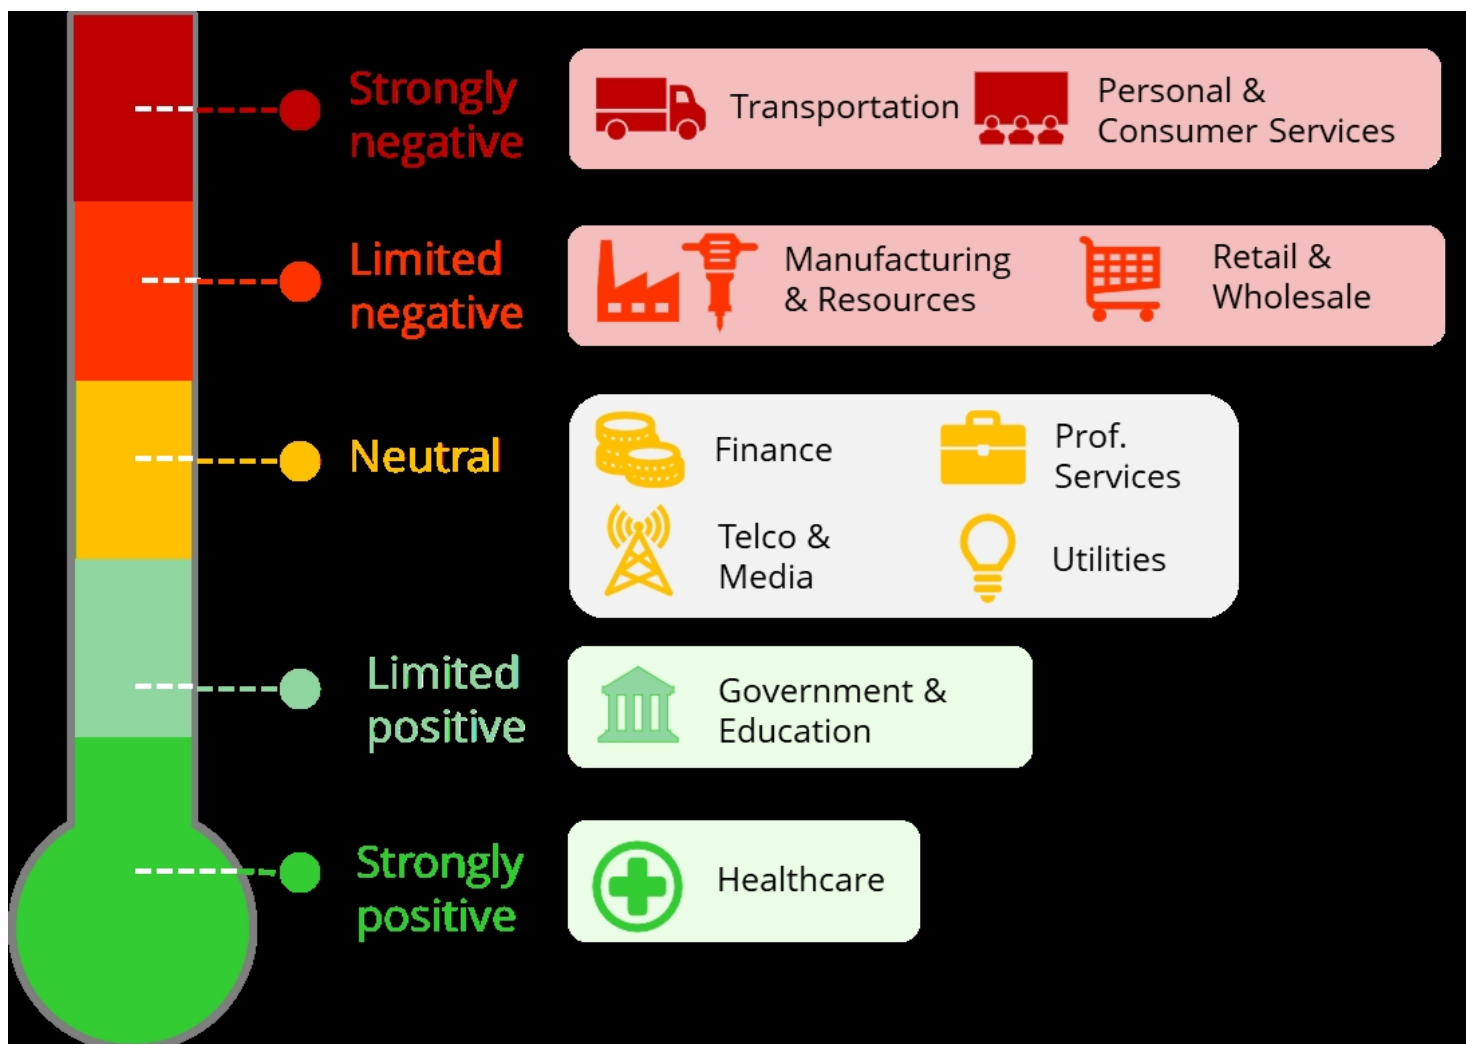 Strongly
negative
Transportation
Personal &
Consumer Services
Limited
negative
Manufacturing
& Resources
Retail &
Wholesale
Neutral
Finance
Prof.
Services
Telco &
Media
Utilities
Limited
positive
Government &
Education
Strongly
positive
Healthcare